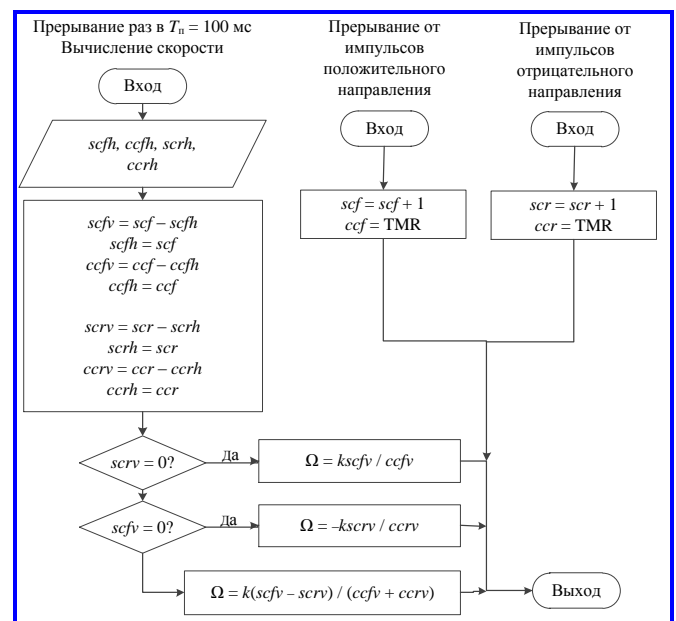 Прерывание раз в Tп = 100 мс
Вычисление скорости
Вход
scfh, ccfh, scrh,
ccrh
scfv = scf – scfh
scfh = scf
ccfv = ccf – ccfh
ccfh = ccf
scrv = scr – scrh
scrh = scr
ccrv = ccr – ccrh
ccrh = ccr
scrv = 0?
Да
Ω = kscfv / ccfv
scfv = 0?
Да
Ω = –kscrv / ccrv
Ω = k(scfv – scrv) / (ccfv + ccrv)
Прерывание от
импульсов
положительного
направления
Вход
scf = scf + 1
ccf = TMR
Прерывание от
импульсов
отрицательного
направления
Вход
scr = scr + 1
ccr = TMR
Выход